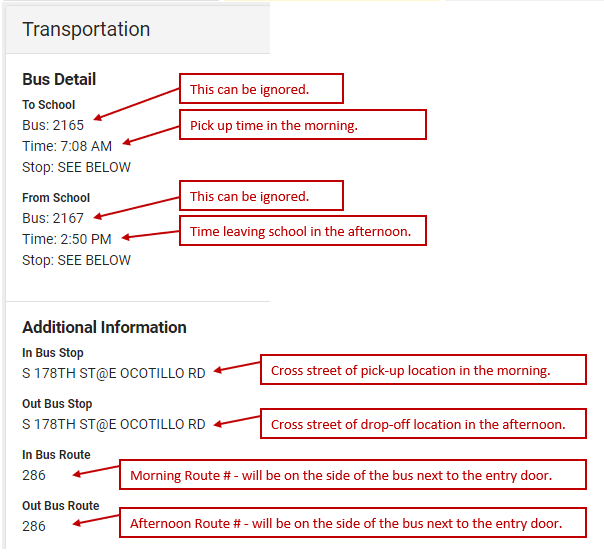 Transportation
Bus Detail
To School
This can be ignored.
Bus: 2165
Pick up time in the morning.
Time: 7:08 AM
Stop: SEE BELOW
From School
This can be ignored.
Bus: 2167
Time leaving school in the afternoon.
Time: 2:50 PM
Stop: SEE BELOW
Additional Information
In Bus Stop
S 178TH ST@E OCOTILLO RD
Cross street of pick-up location in the morning.
Out Bus Stop
S 178TH ST@E OCOTILLO RD
Cross street of drop-off location in the afternoon.
In Bus Route
286
Morning Route # - will be on the side of the bus next to the entry door.
Out Bus Route
286
Afternoon Route # - will be on the side of the bus next to the entry door.